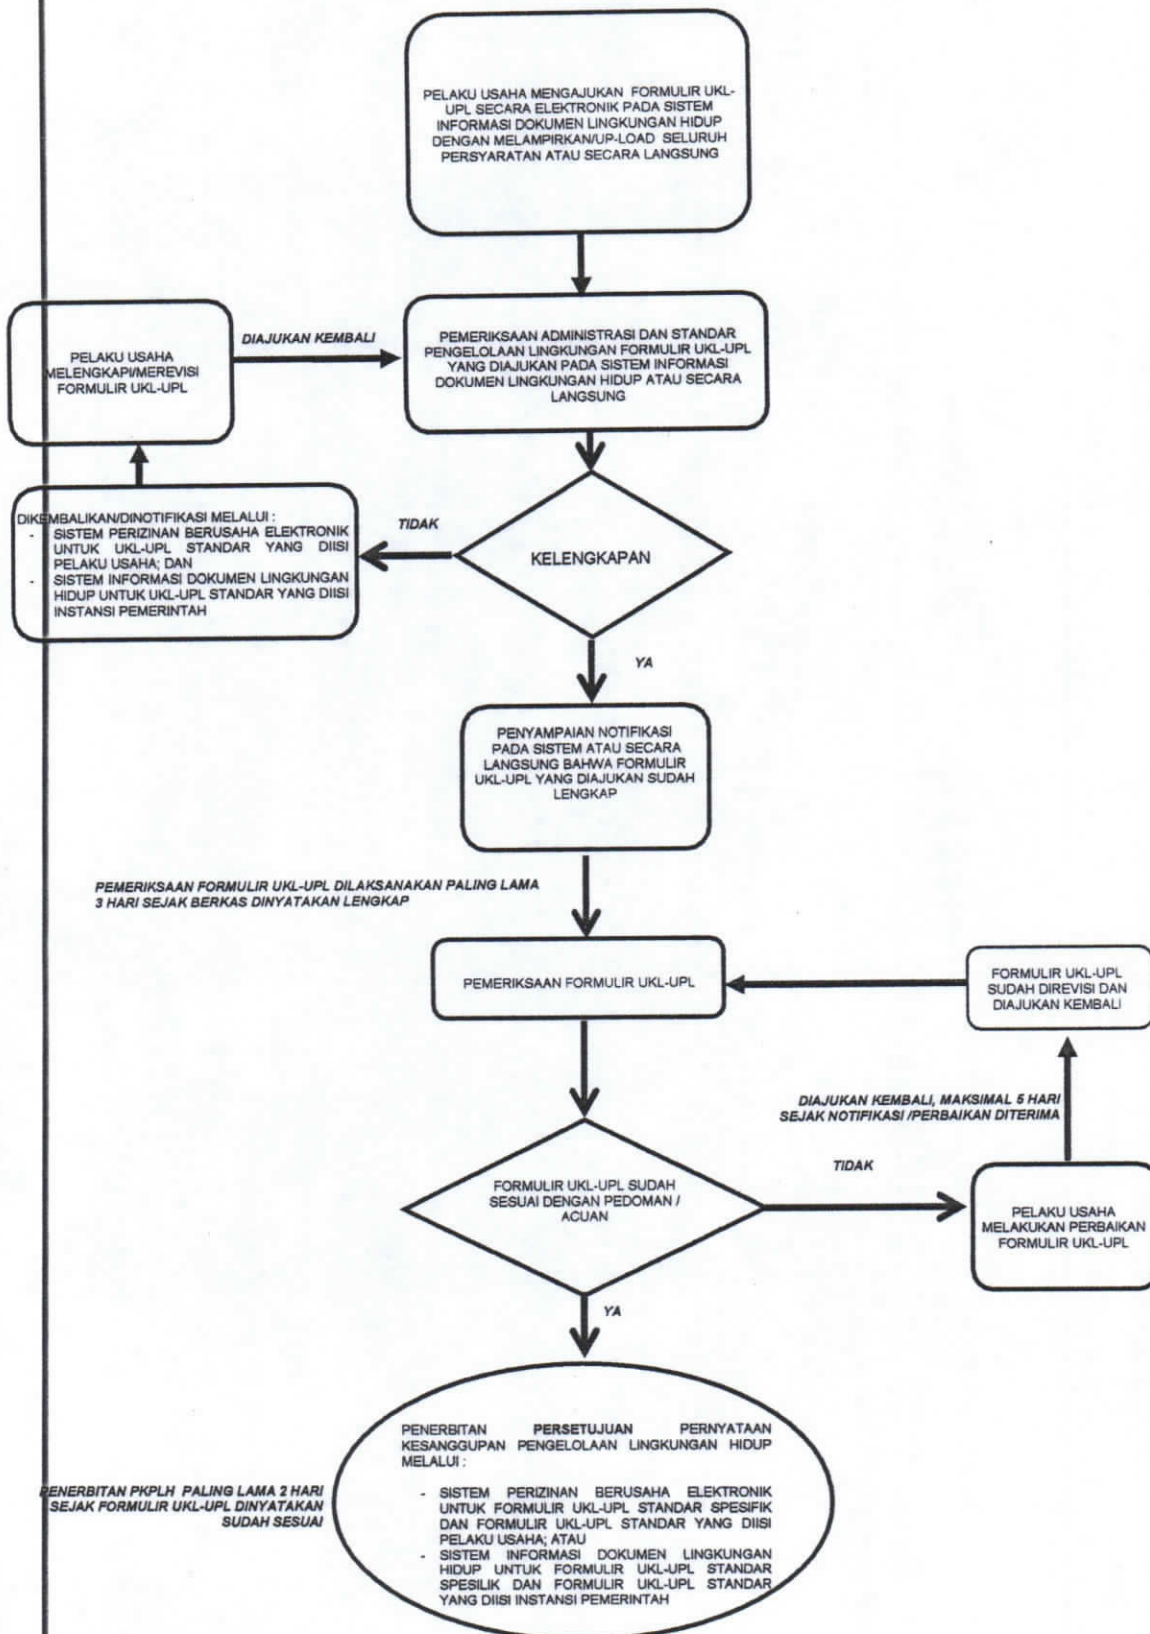 PELAKU USAHA MENGAJUKAN FORMULIR UKL-
UPL SECARA ELEKTRONIK PADA SISTEM
INFORMASI DOKUMEN LINGKUNGAN HIDUP
DENGAN MELAMPIRKAN/UP-LOAD SELURUH
PERSYARATAN ATAU SECARA LANGSUNG
PELAKU USAHA
MELENGKAPI/MEREVISI
FORMULIR UKL-UPL
DIAJUKAN KEMBALI
PEMERIKSAAN ADMINISTRASI DAN STANDAR
PENGELOLAAN LINGKUNGAN FORMULIR UKL-UPL
YANG DIAJUKAN PADA SISTEM INFORMASI
DOKUMEN LINGKUNGAN HIDUP ATAU SECARA
LANGSUNG
DIKEMBALIKAN/DINOTIFIKASI MELALUI :
- SISTEM PERIZINAN BERUSAHA ELEKTRONIK
UNTUK UKL-UPL STANDAR YANG DIISI
PELAKU USAHA; DAN
- SISTEM INFORMASI DOKUMEN LINGKUNGAN
HIDUP UNTUK UKL-UPL STANDAR YANG DIISI
INSTANSI PEMERINTAH
TIDAK
KELENGKAPAN
YA
PENYAMPAIAN NOTIFIKASI
PADA SISTEM ATAU SECARA
LANGSUNG BAHWA FORMULIR
UKL-UPL YANG DIAJUKAN SUDAH
LENGKAP
PEMERIKSAAN FORMULIR UKL-UPL DILAKSANAKAN PALING LAMA
3 HARI SEJAK BERKAS DINYATAKAN LENGKAP
PEMERIKSAAN FORMULIR UKL-UPL
FORMULIR UKL-UPL
SUDAH DIREVISI DAN
DIAJUKAN KEMBALI
DIAJUKAN KEMBALI, MAKSIMAL 5 HARI
SEJAK NOTIFIKASI /PERBAIKAN DITERIMA
FORMULIR UKL-UPL SUDAH
SESUAI DENGAN PEDOMAN /
ACUAN
TIDAK
PELAKU USAHA
MELAKUKAN PERBAIKAN
FORMULIR UKL-UPL
YA
PENERBITAN PERSETUJUAN PERNYATAAN
KESANGGUPAN PENGELOLAAN LINGKUNGAN HIDUP
MELALUI :
- SISTEM PERIZINAN BERUSAHA ELEKTRONIK
UNTUK FORMULIR UKL-UPL STANDAR SPESIFIK
DAN FORMULIR UKL-UPL STANDAR YANG DIISI
PELAKU USAHA; ATAU
- SISTEM INFORMASI DOKUMEN LINGKUNGAN
HIDUP UNTUK FORMULIR UKL-UPL STANDAR
SPESILIK DAN FORMULIR UKL-UPL STANDAR
YANG DIISI INSTANSI PEMERINTAH
PENERBITAN PKPLH PALING LAMA 2 HARI
SEJAK FORMULIR UKL-UPL DINYATAKAN
SUDAH SESUAI